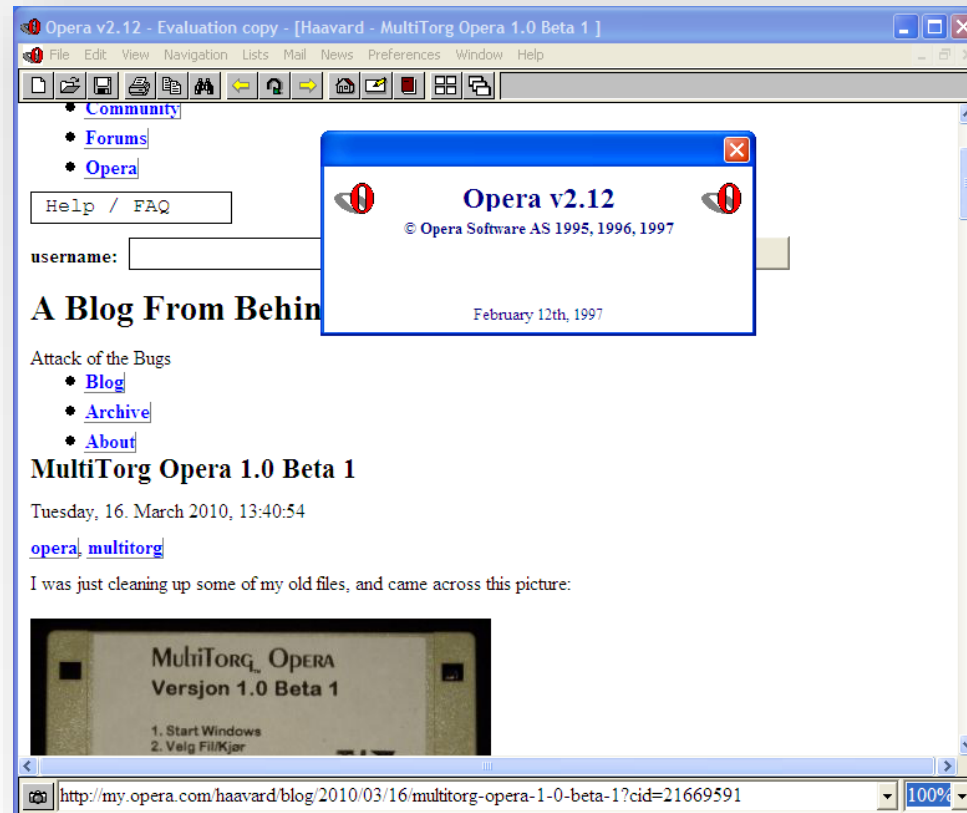 Opera v2.12 - Evaluation copy - [Haavard - MultiTorg Opera 1.0 Beta 1 ]
File Edit View Navigation Lists Mail News Preferences Window Help
Community
Forums
Opera
Help / FAQ
username:
Opera v2.12
© Opera Software AS 1995, 1996, 1997
February 12th, 1997
A Blog From Behin
Attack of the Bugs
Blog
Archive
About
MultiTorg Opera 1.0 Beta 1
Tuesday, 16. March 2010, 13:40:54
opera, multitorg
I was just cleaning up some of my old files, and came across this picture:
MultiTorg™ Opera
Versjon 1.0 Beta 1
1. Start Windows
2. Velg Fil/Kjør
http://my.opera.com/haavard/blog/2010/03/16/multitorg-opera-1-0-beta-1?cid=21669591
100%